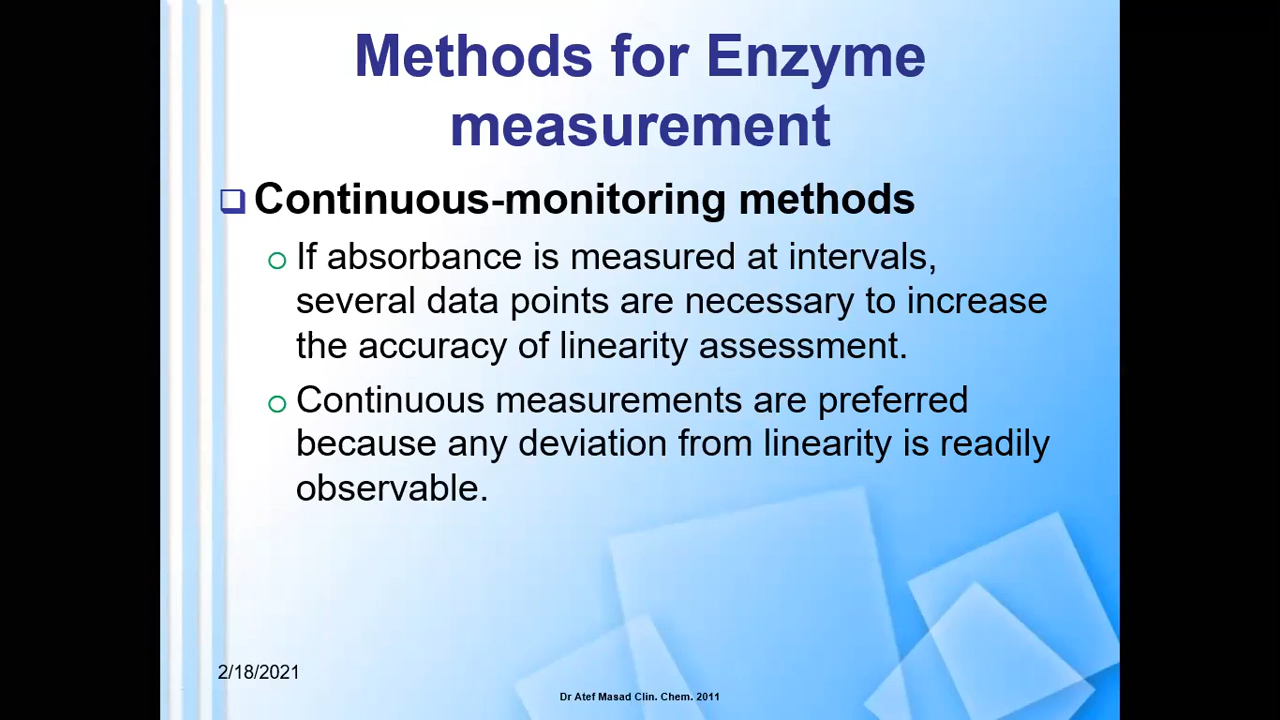 Methods for Enzyme
measurement
Continuous-monitoring methods
If absorbance is measured at intervals,
several data points are necessary to increase
the accuracy of linearity assessment.
Continuous measurements are preferred
because any deviation from linearity is readily
observable.
2/18/2021
Dr Atef Masad Clin. Chem. 2011